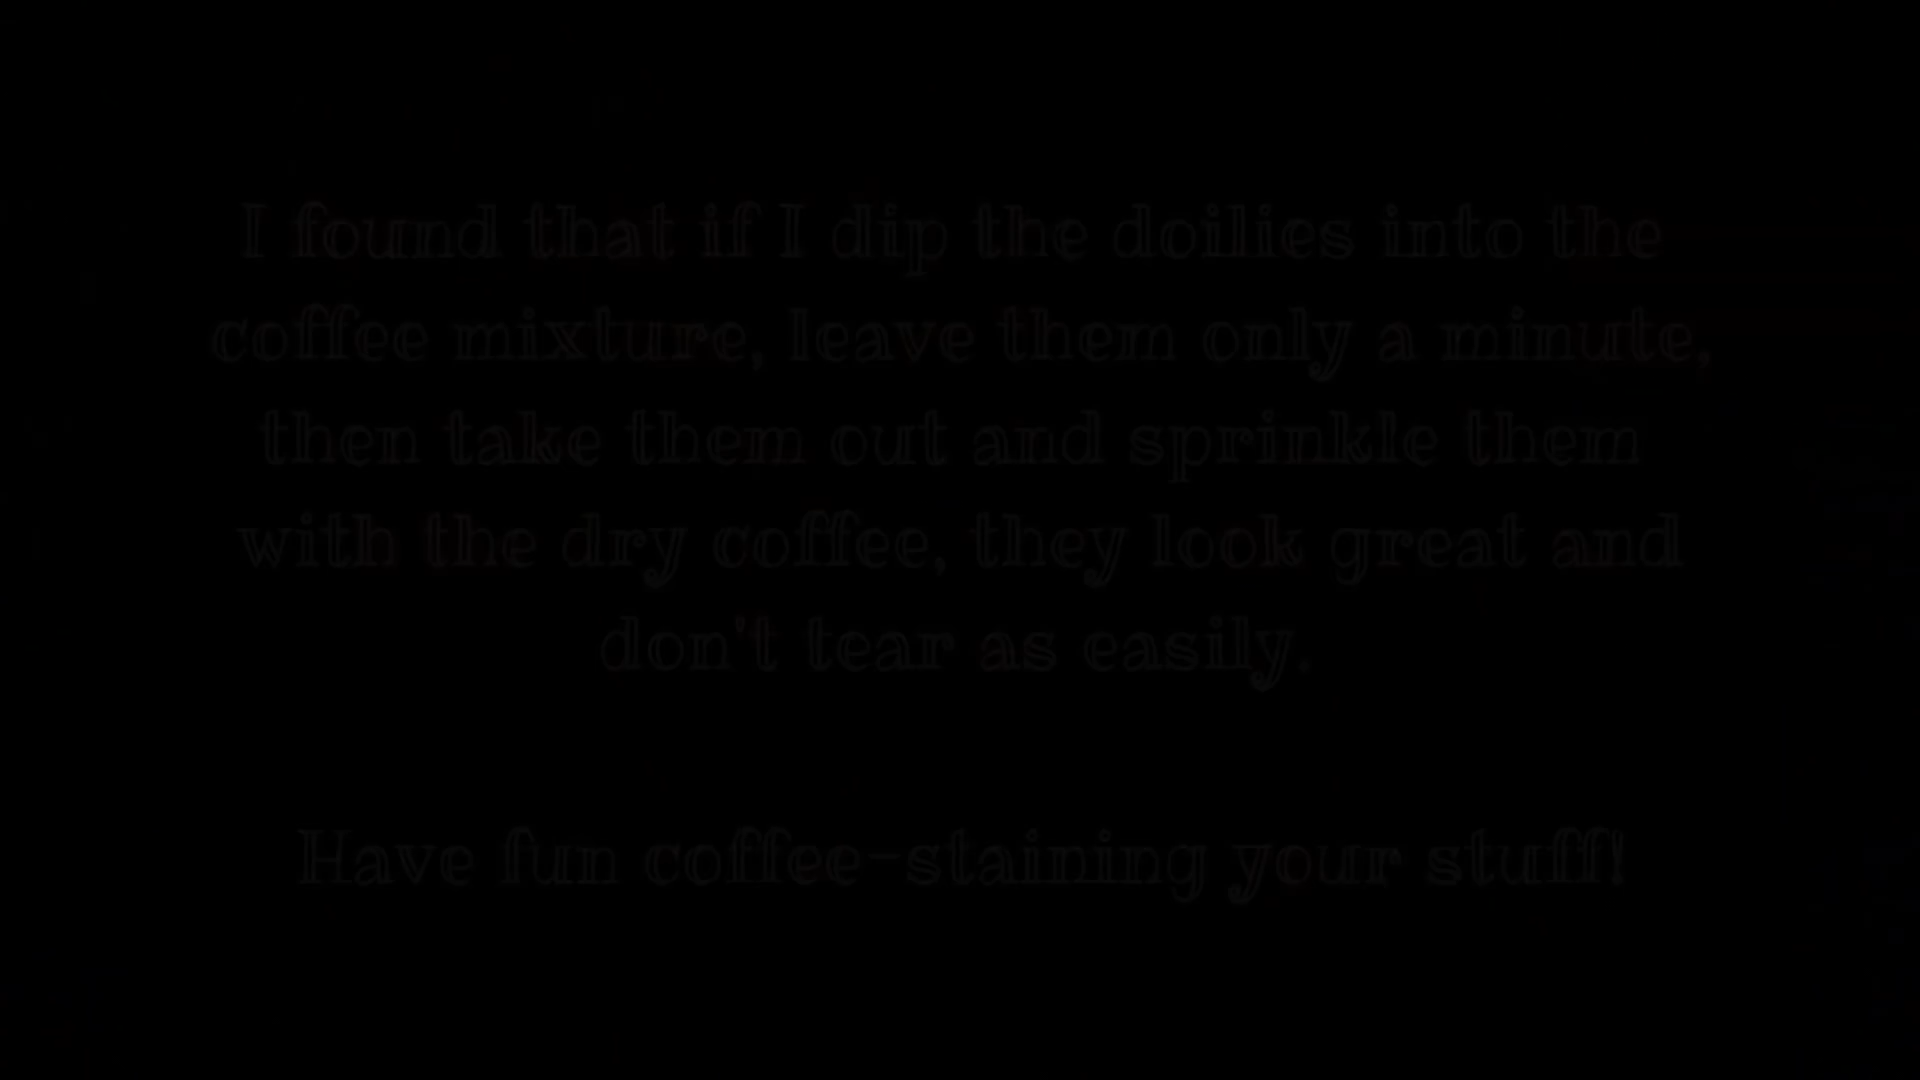 I found that if I dip the doilies into the
coffee mixture, leave them only a minute,
then take them out and sprinkle them
with the dry coffee, they look great and
don't tear as easily.
Have fun coffee-staining your stuff!